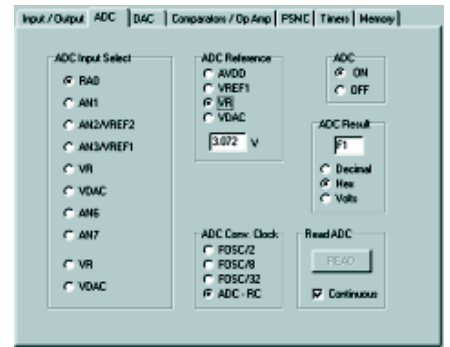 Input / Output ADC DAC Comparators / Op Amp PSMC Timers Memory
ADC Input Select
RA0
AN1
AN2/VREF2
AN3/VREF1
VR
VDAC
AN6
AN7
VR
VDAC
ADC Reference
AVDD
VREF1
VR
VDAC
3.072 V
ADC
ON
OFF
ADC Result
F1
Decimal
Hex
Volts
ADC Conv. Clock
FOSC/2
FOSC/8
FOSC/32
ADC - RC
Read ADC
READ
Continuous